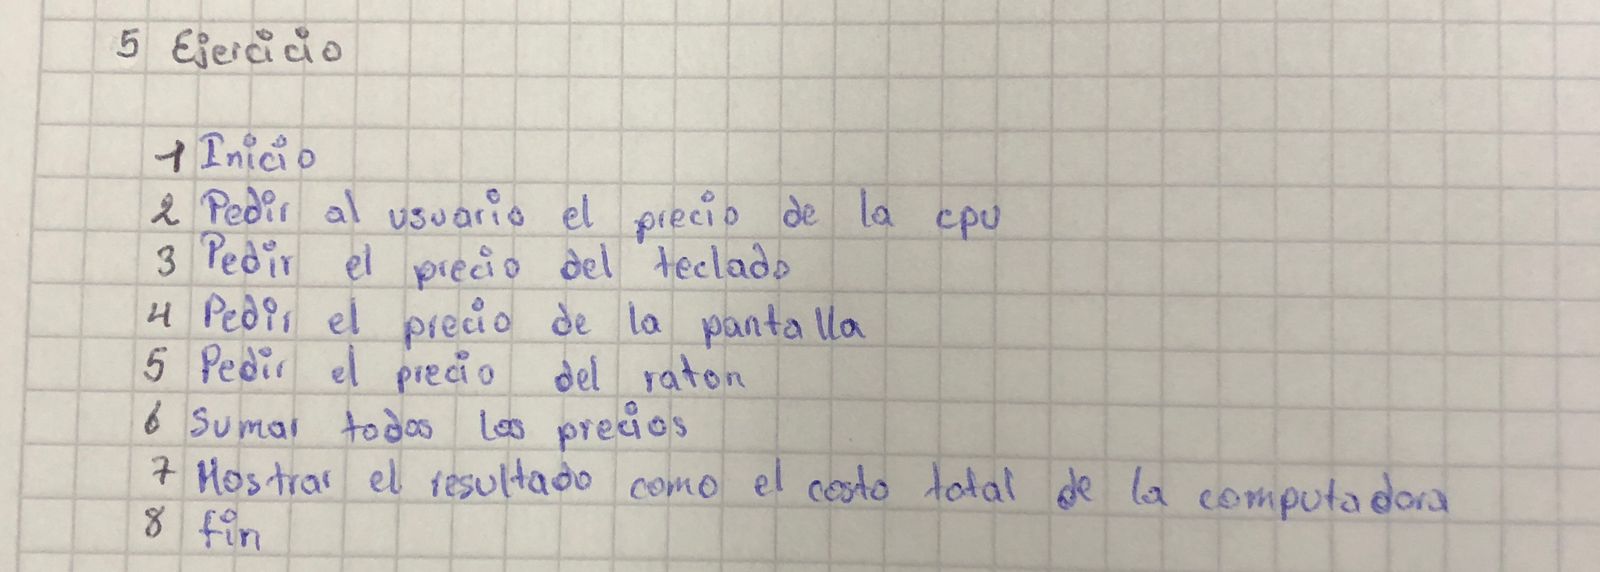 5 Ejercicio
1 Inicio
2 Pedir al usuario el precio de la cpu
3 Pedir el precio del teclado
4 Pedir el precio de la pantalla
5 Pedir el precio del raton
6 Sumar todos los precios
7 Mostrar el resultado como el costo total de la computadora
8 fin